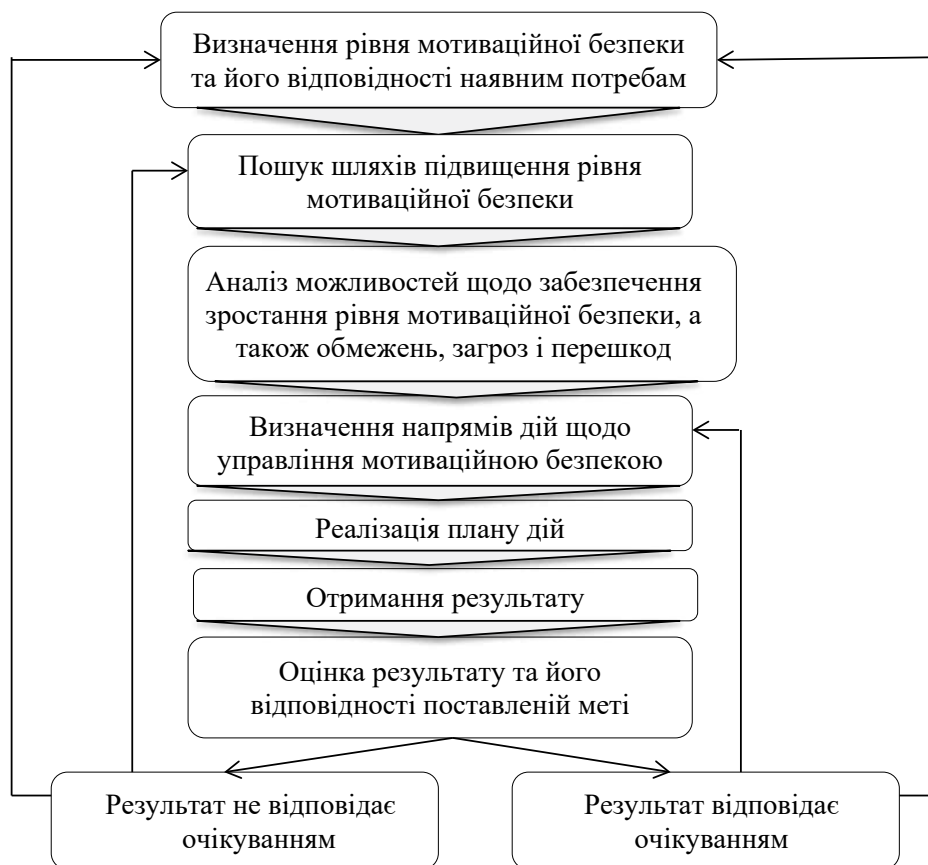 Визначення рівня мотиваційної безпеки
та його відповідності наявним потребам
Пошук шляхів підвищення рівня
мотиваційної безпеки
Аналіз можливостей щодо забезпечення
зростання рівня мотиваційної безпеки, а
також обмежень, загроз і перешкод
Визначення напрямів дій щодо
управління мотиваційною безпекою
Реалізація плану дій
Отримання результату
Оцінка результату та його
відповідності поставленій меті
Результат не відповідає
очікуванням
Результат відповідає
очікуванням